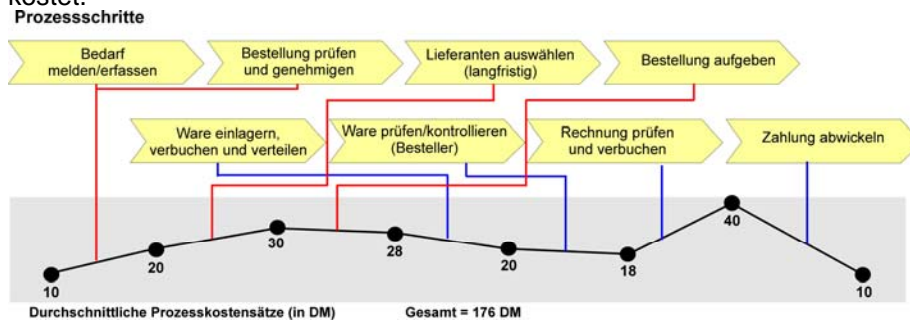 kostet.
Prozessschritte
Bedarf
melden/erfassen
Bestellung prüfen
und genehmigen
Lieferanten auswählen
(langfristig)
Bestellung aufgeben
Ware einlagern,
verbuchen und verteilen
Ware prüfen/kontrollieren
(Besteller)
Rechnung prüfen
und verbuchen
Zahlung abwickeln
10
20
30
28
20
18
40
10
Durchschnittliche Prozesskostensätze (in DM)
Gesamt = 176 DM